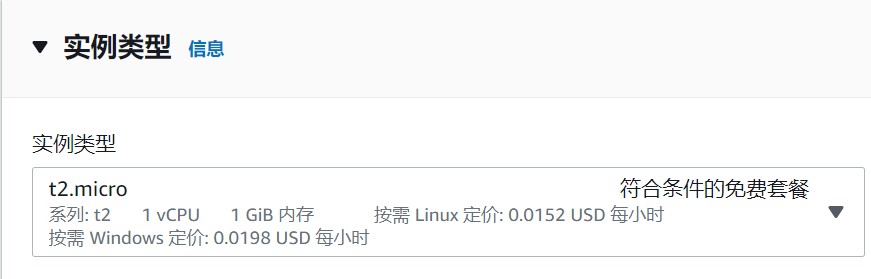 实例类型 信息
实例类型
t2.micro 符合条件的免费套餐
系列: t2 1 vCPU 1 GiB 内存 按需 Linux 定价: 0.0152 USD 每小时
按需 Windows 定价: 0.0198 USD 每小时